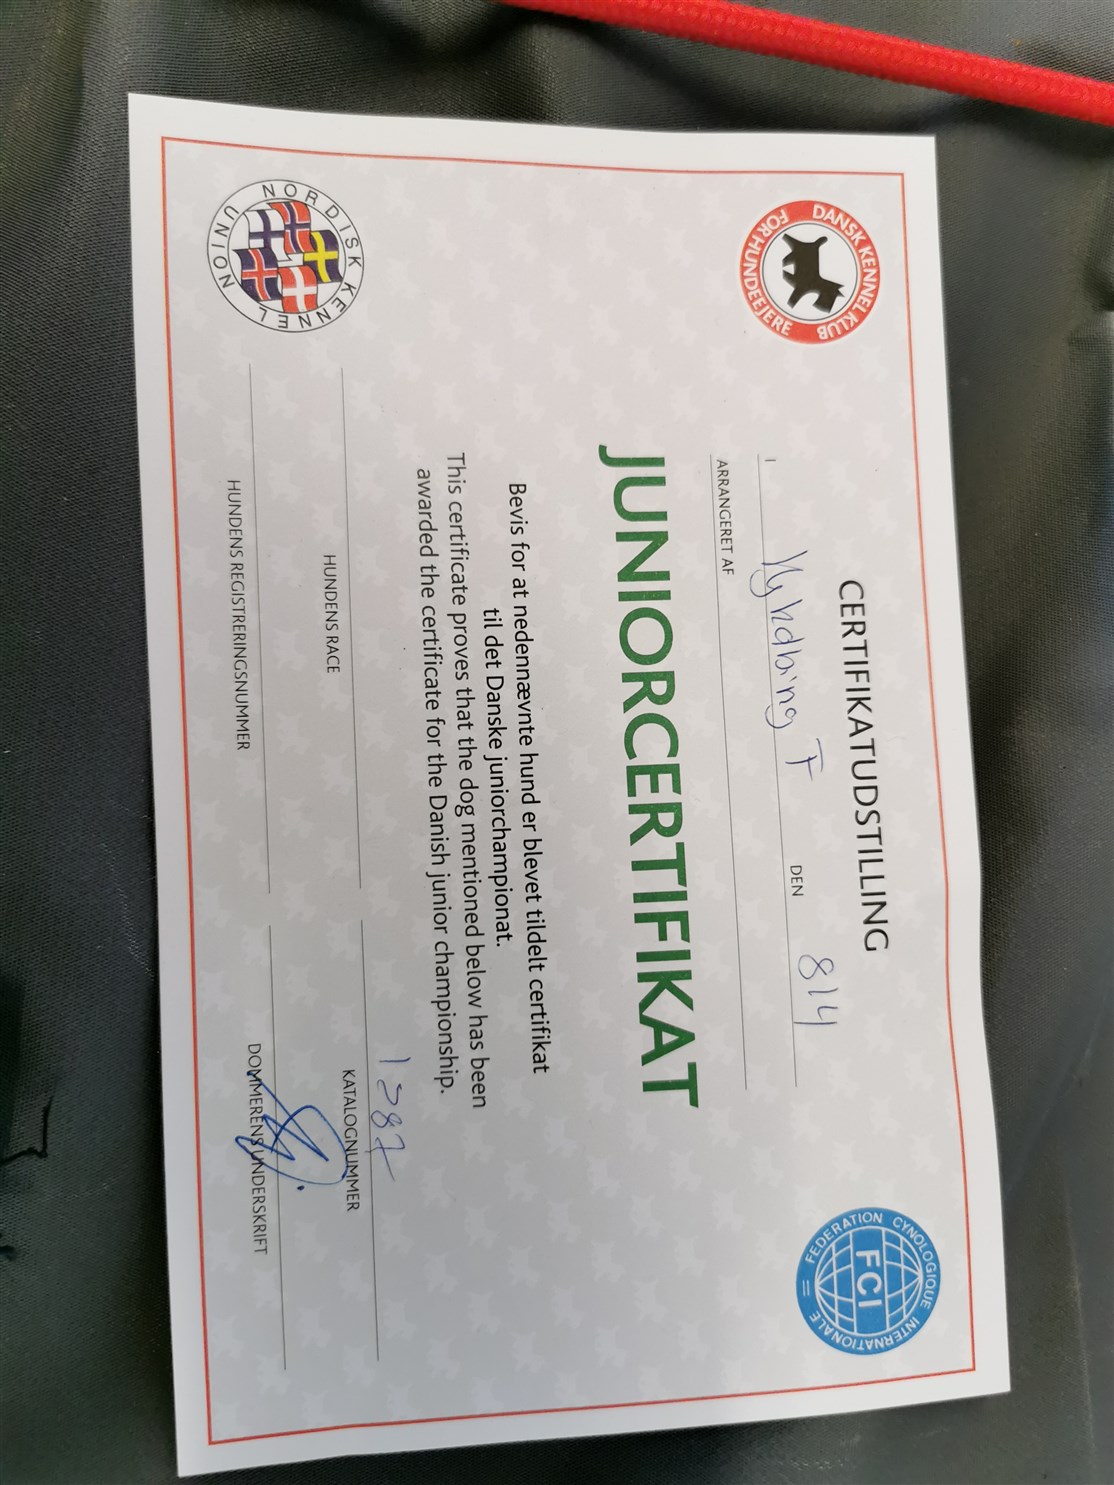 DANSK KENNEL KLUB
FOR HUNDEEJERE
CERTIFIKATUDSTILLING
FEDERATION CYNOLOGIQUE INTERNATIONALE
FCI
I Nykøbing F DEN 8/4
ARRANGERET AF
JUNIORCERTIFIKAT
Bevis for at nedennævnte hund er blevet tildelt certifikat
til det Danske juniorchampionat.
This certificate proves that the dog mentioned below has been
awarded the certificate for the Danish junior championship.
NORDISK KENNEL UNION
HUNDENS RACE
KATALOGNUMMER
HUNDENS REGISTRERINGSNUMMER
DOMMERENS UNDERSKRIFT